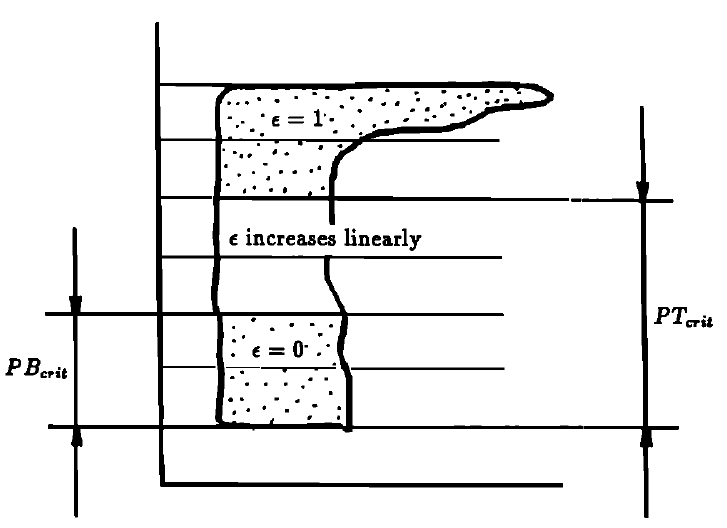 ϵ = 1
ϵ increases linearly
PT_crit
ϵ = 0
PB_crit